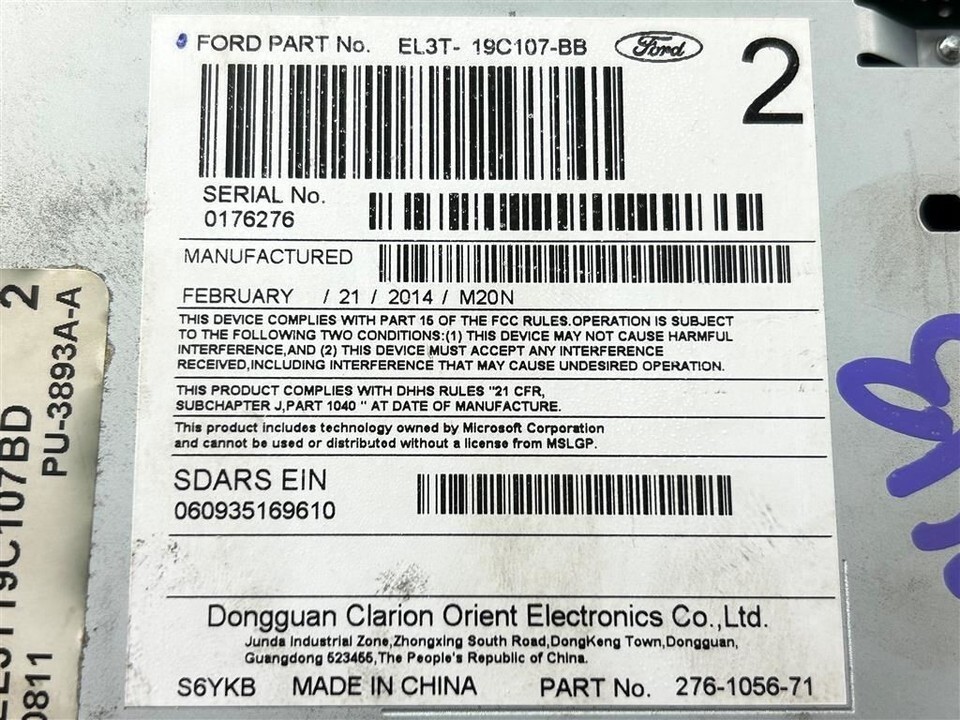 FORD PART No. EL3T- 19C107-BB Ford
2
SERIAL No.
0176276
MANUFACTURED
FEBRUARY / 21 / 2014 / M20N
THIS DEVICE COMPLIES WITH PART 15 OF THE FCC RULES.OPERATION IS SUBJECT
TO THE FOLLOWING TWO CONDITIONS:(1) THIS DEVICE MAY NOT CAUSE HARMFUL
INTERFERENCE,AND (2) THIS DEVICE MUST ACCEPT ANY INTERFERENCE
RECEIVED,INCLUDING INTERFERENCE THAT MAY CAUSE UNDESIRED OPERATION.
THIS PRODUCT COMPLIES WITH DHHS RULES "21 CFR,
SUBCHAPTER J,PART 1040 " AT DATE OF MANUFACTURE.
This product includes technology owned by Microsoft Corporation
and cannot be used or distributed without a license from MSLGP.
SDARS EIN
060935169610
Dongguan Clarion Orient Electronics Co.,Ltd.
Junda Industrial Zone,Zhongxing South Road,DongKeng Town,Dongguan,
Guangdong 523455,The People's Republic of China.
S6YKB MADE IN CHINA PART No. 276-1056-71
2
PU-3893A-A
19C107BD
0811